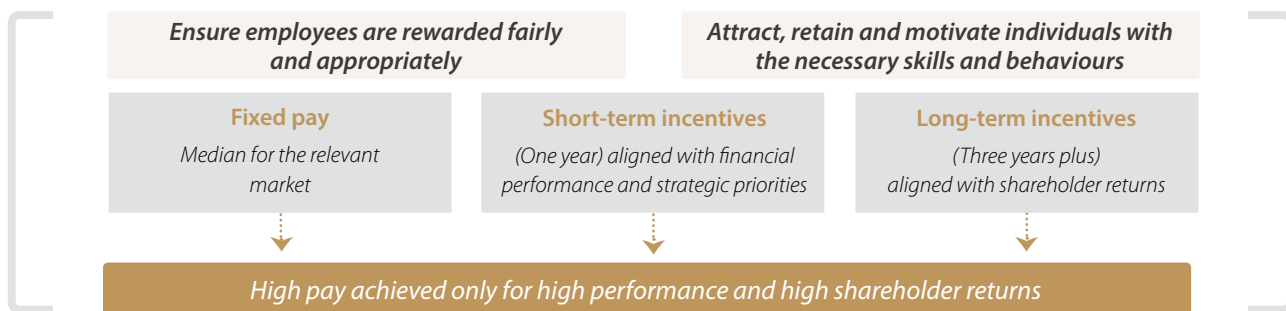 Ensure employees are rewarded fairly
and appropriately
Attract, retain and motivate individuals with
the necessary skills and behaviours
Fixed pay
Median for the relevant
market
Short-term incentives
(One year) aligned with financial
performance and strategic priorities
Long-term incentives
(Three years plus)
aligned with shareholder returns
High pay achieved only for high performance and high shareholder returns